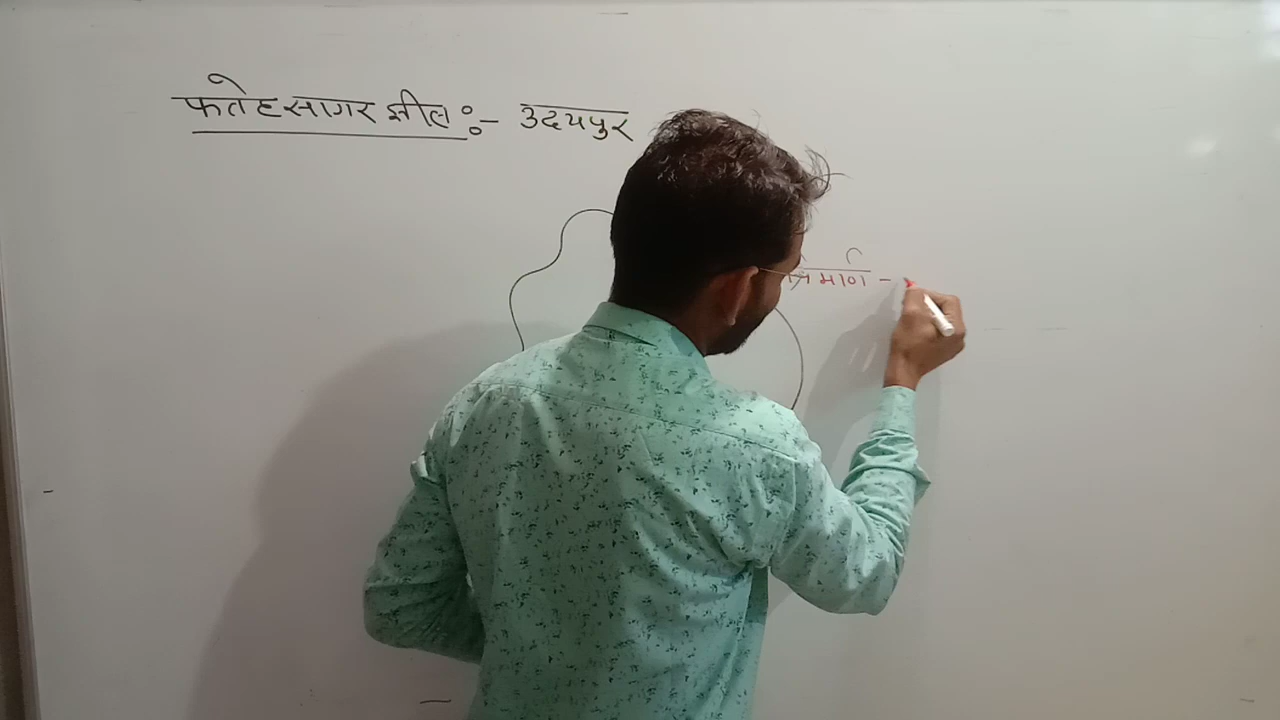 फतेहसागर झील :- उदयपुर
निर्माण -